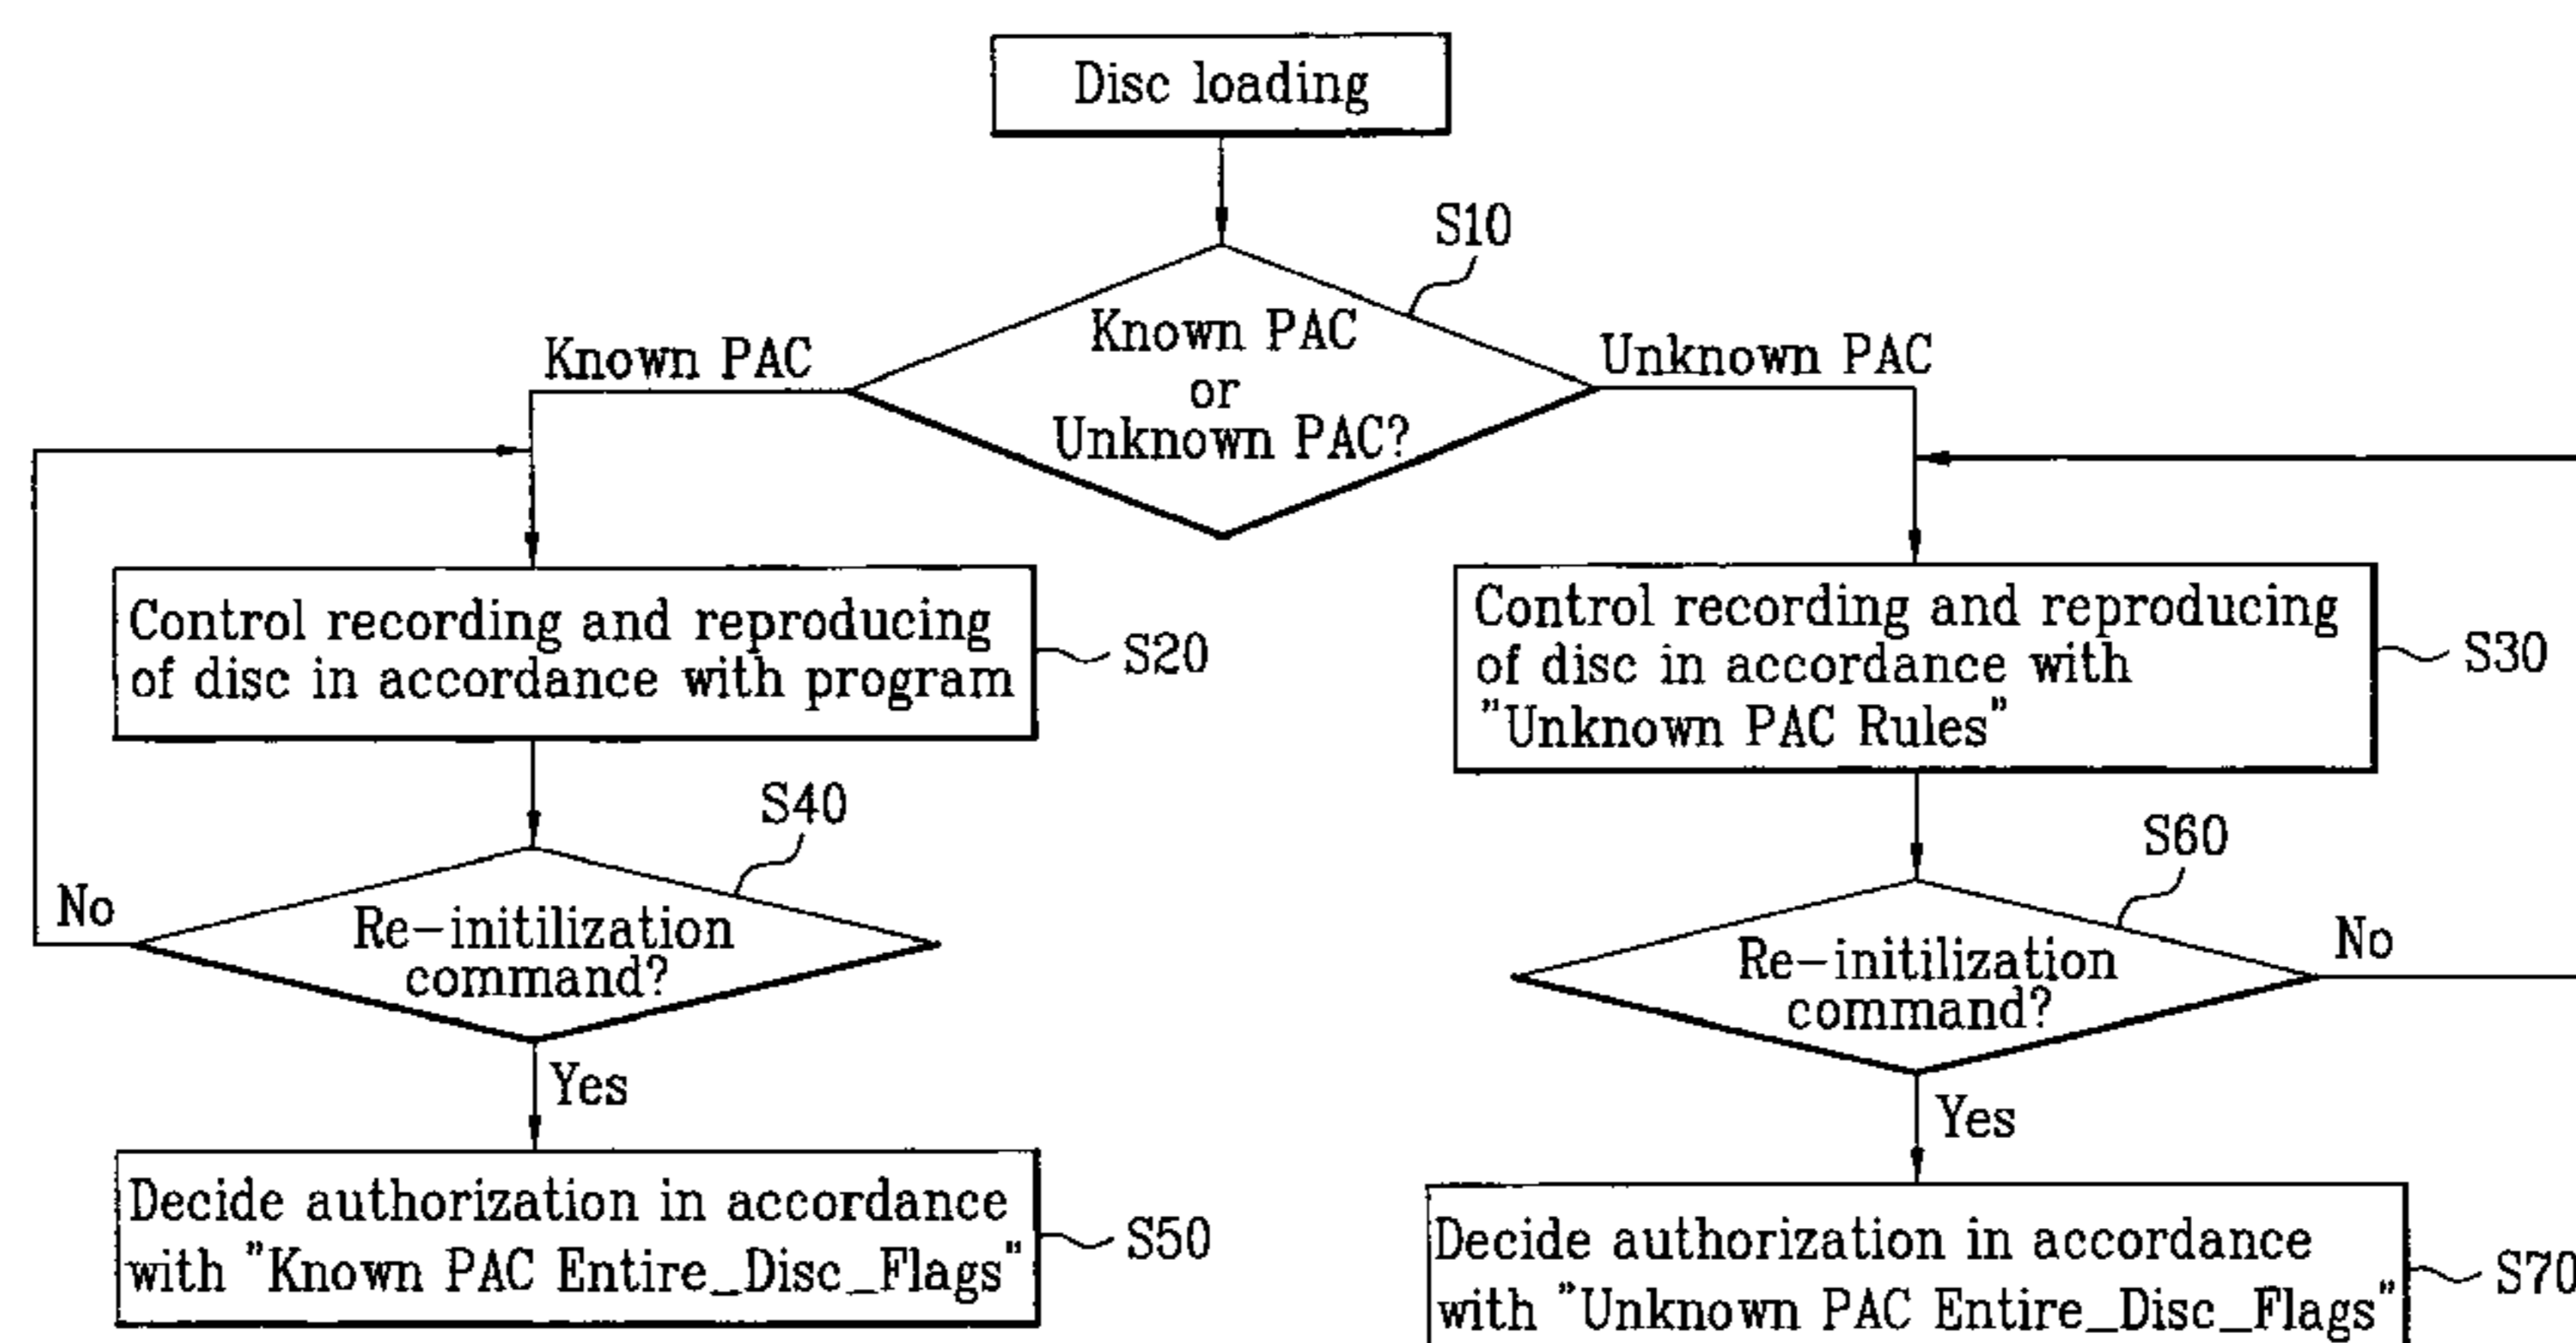 Disc loading
S10
Known PAC
or
Unknown PAC?
Known PAC
Unknown PAC
Control recording and reproducing
of disc in accordance with program
S20
Control recording and reproducing
of disc in accordance with
"Unknown PAC Rules"
S30
S40
Re-initilization
command?
No
Yes
S60
Re-initilization
command?
No
Yes
Decide authorization in accordance
with "Known PAC Entire_Disc_Flags"
S50
Decide authorization in accordance
with "Unknown PAC Entire_Disc_Flags"
S70